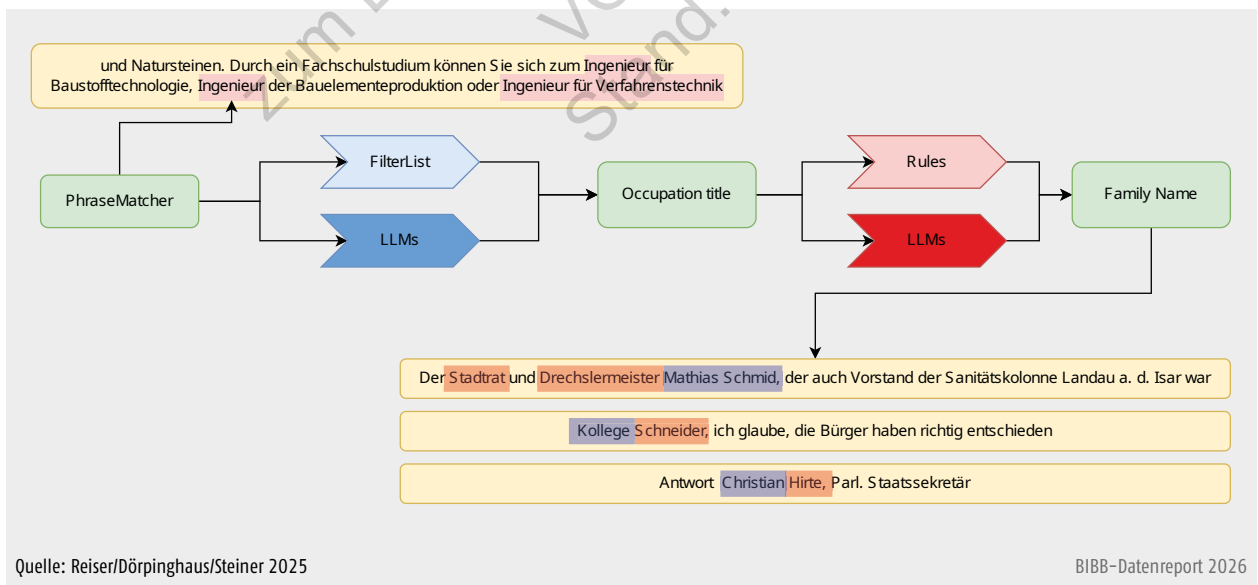 zum
Vo
Stand.
und Natursteinen. Durch ein Fachschulstudium können Sie sich zum Ingenieur für
Baustofftechnologie, Ingenieur der Bauelementeproduktion oder Ingenieur für Verfahrenstechnik
PhraseMatcher
FilterList
LLMs
Occupation title
Rules
LLMs
Family Name
Der Stadtrat und Drechslermeister Mathias Schmid, der auch Vorstand der Sanitätskolonne Landau a. d. Isar war
Kollege Schneider, ich glaube, die Bürger haben richtig entschieden
Antwort Christian Hirte, Parl. Staatssekretär
Quelle: Reiser/Dörpinghaus/Steiner 2025
BIBB-Datenreport 2026